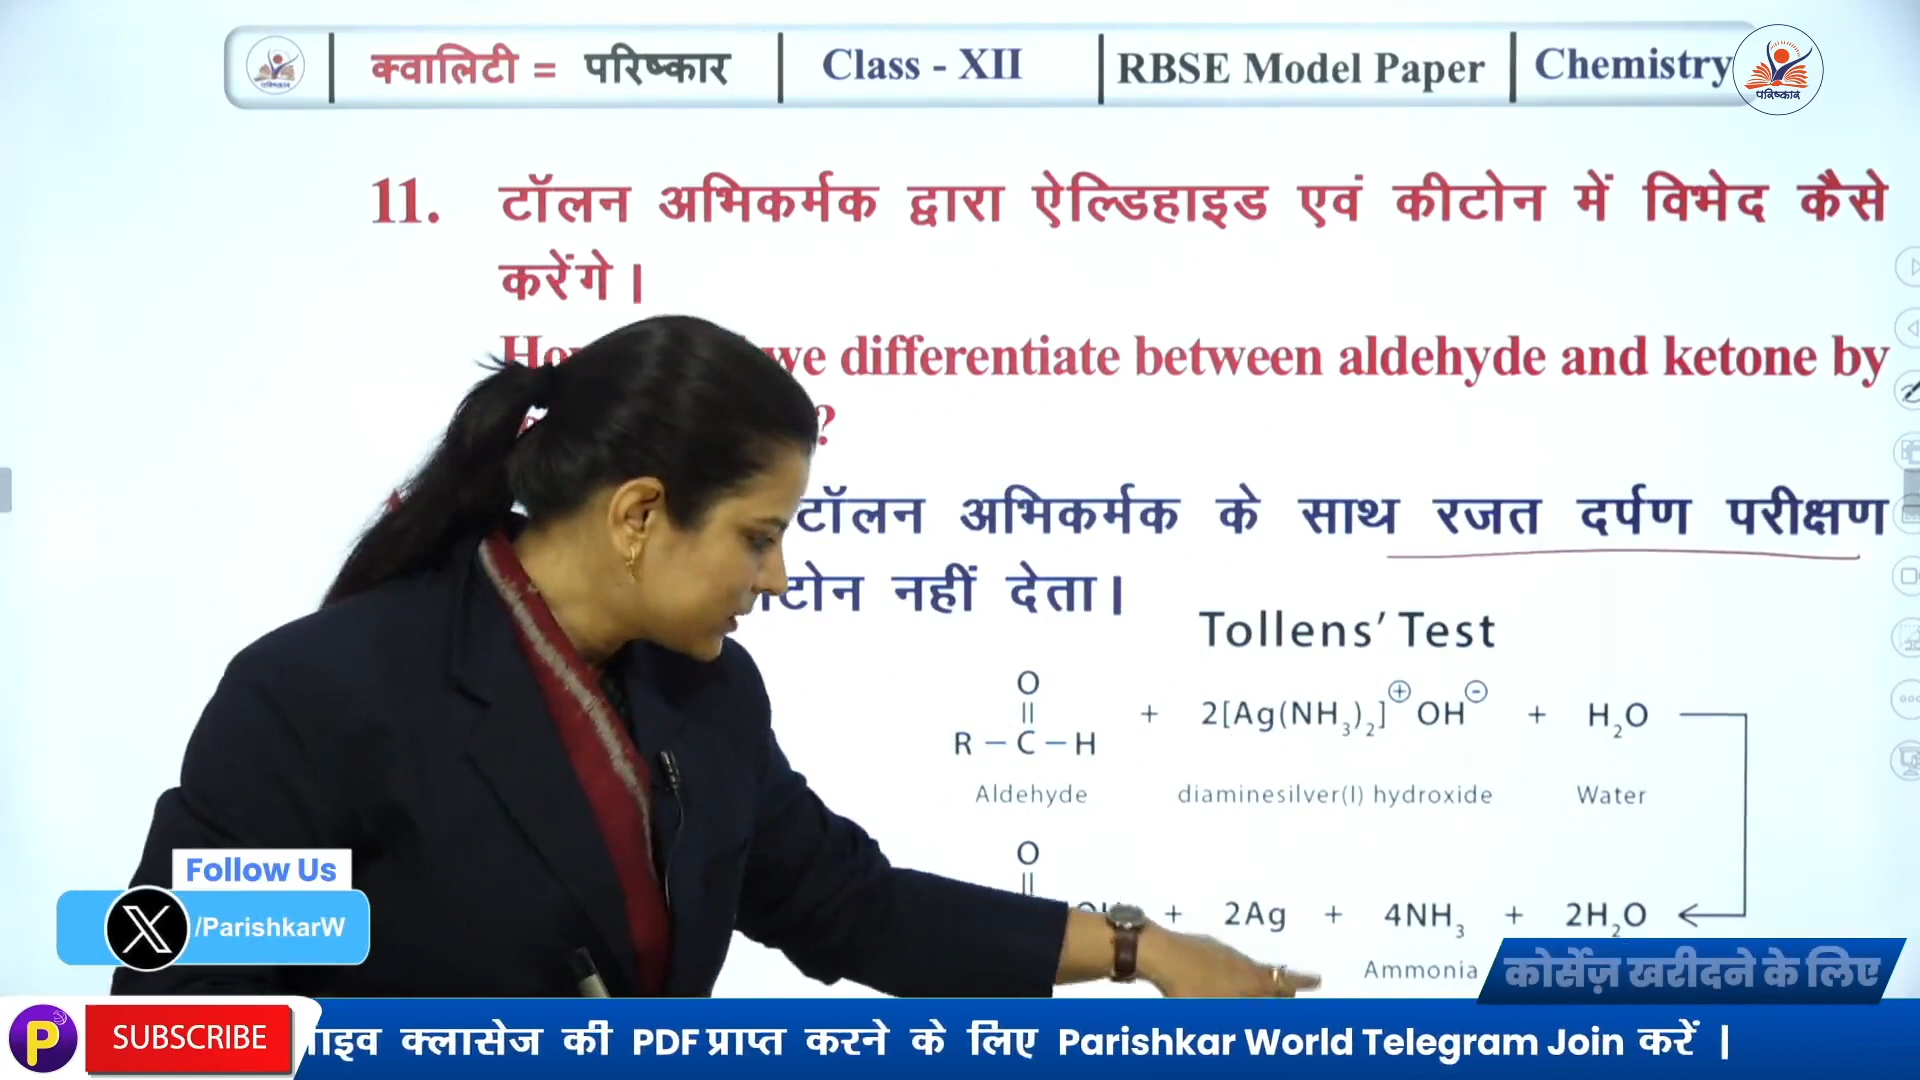 क्वालिटी = परिष्कार
Class - XII
RBSE Model Paper
Chemistry
परिष्कार
11. टॉलन अभिकर्मक द्वारा ऐल्डिहाइड एवं कीटोन में विभेद कैसे
करेंगे।
we differentiate between aldehyde and ketone by
?
टॉलन अभिकर्मक के साथ रजत दर्पण परीक्षण
नहीं देता।
Tollens’ Test
O
||
R – C – H + 2[Ag(NH₃)₂]⊕ OH⊖ + H₂O
Aldehyde diaminesilver(I) hydroxide Water
O
||
+ 2Ag + 4NH₃ + 2H₂O
Ammonia
Follow Us
X /ParishkarW
कोर्सेज़ खरीदने के लिए
P SUBSCRIBE
क्लासेज की PDF प्राप्त करने के लिए Parishkar World Telegram Join करें |